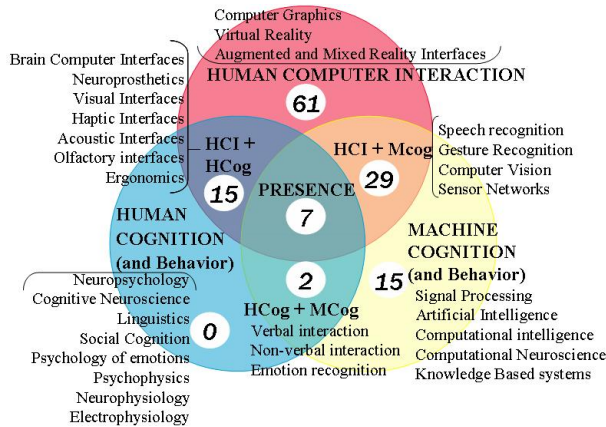 Computer Graphics
Virtual Reality
Augmented and Mixed Reality Interfaces
HUMAN COMPUTER INTERACTION
61
Brain Computer Interfaces
Neuroprosthetics
Visual Interfaces
Haptic Interfaces
Acoustic Interfaces
Olfactory interfaces
Ergonomics
HCI +
HCog
15
HCI + Mcog
29
Speech recognition
Gesture Recognition
Computer Vision
Sensor Networks
PRESENCE
7
HUMAN
COGNITION
(and Behavior)
MACHINE
COGNITION
(and Behavior)
2
15
0
Neuropsychology
Cognitive Neuroscience
Linguistics
Social Cognition
Psychology of emotions
Psychophysics
Neurophysiology
Electrophysiology
HCog + MCog
Verbal interaction
Non-verbal interaction
Emotion recognition
Signal Processing
Artificial Intelligence
Computational intelligence
Computational Neuroscience
Knowledge Based systems